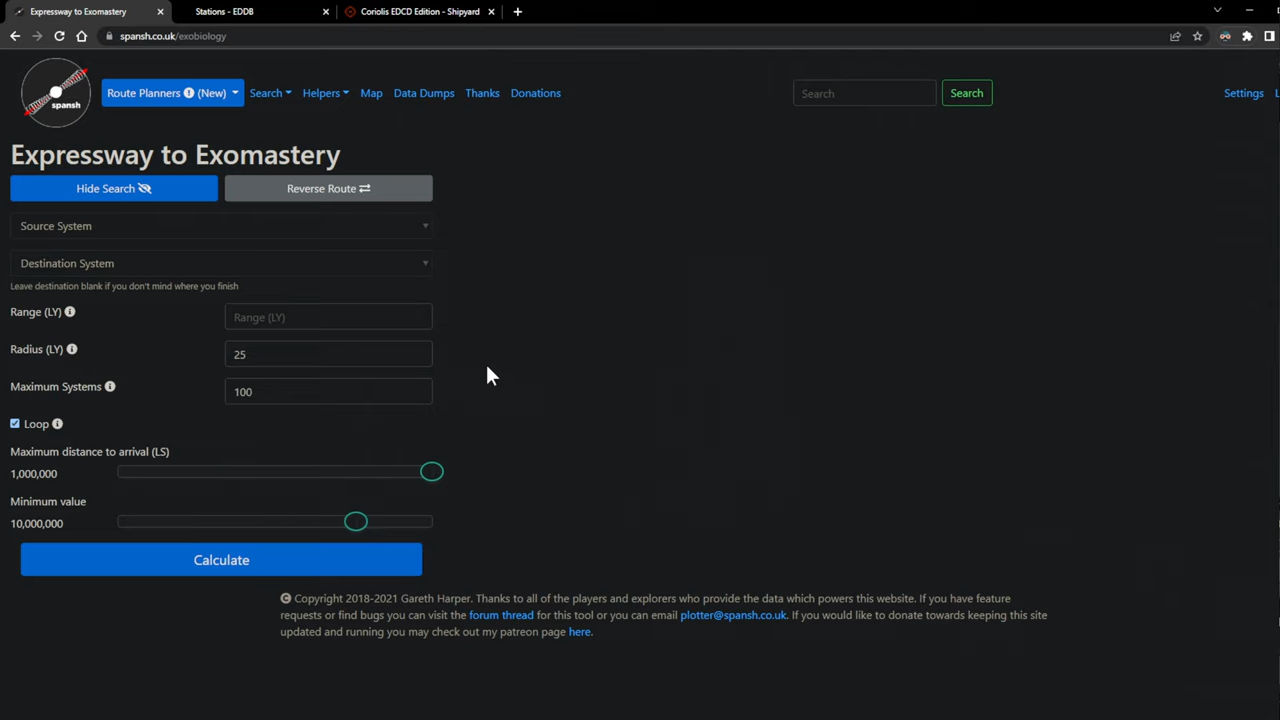 Expressway to Exomastery
Stations - EDDB
Coriolis EDCD Edition - Shipyard
spansh.co.uk/exobiology
spansh
Route Planners (New)
Search
Helpers
Map
Data Dumps
Thanks
Donations
Search
Search
Settings
Expressway to Exomastery
Hide Search
Reverse Route
Source System
Destination System
Leave destination blank if you don't mind where you finish
Range (LY)
Range (LY)
Radius (LY)
25
Maximum Systems
100
Loop
Maximum distance to arrival (LS)
1,000,000
Minimum value
10,000,000
Calculate
Copyright 2018-2021 Gareth Harper. Thanks to all of the players and explorers who provide the data which powers this website. If you have feature
requests or find bugs you can visit the forum thread for this tool or you can email plotter@spansh.co.uk. If you would like to donate towards keeping this site
updated and running you may check out my patreon page here.